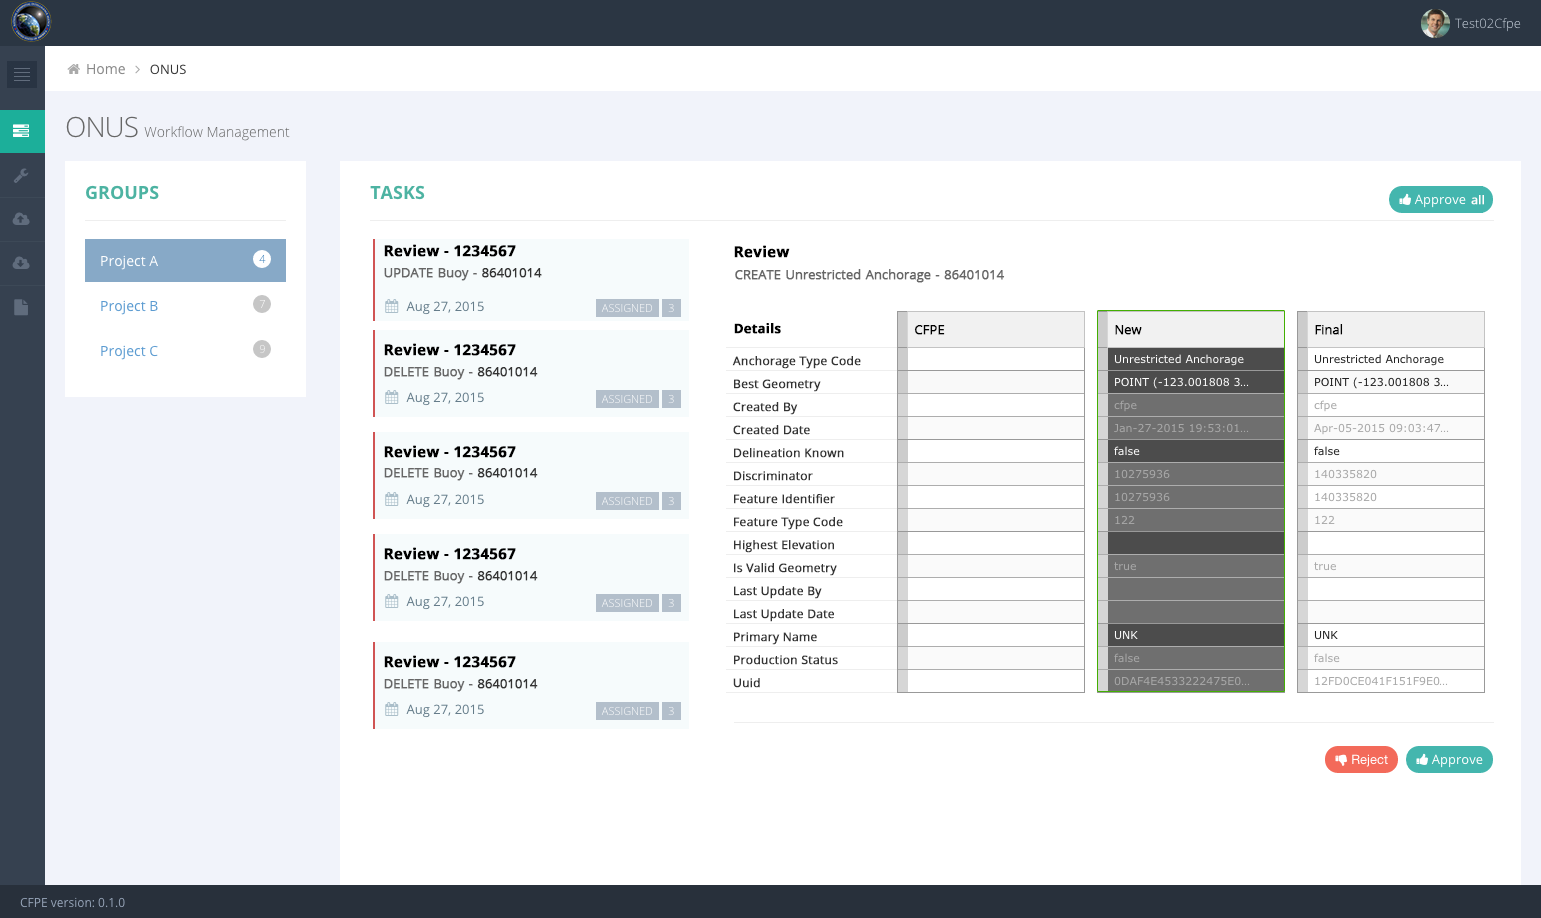 Test02Cfpe
Home > ONUS
ONUS Workflow Management
GROUPS
Project A 4
Project B 7
Project C 9
TASKS
Approve all
Review - 1234567
UPDATE Buoy - 86401014
Aug 27, 2015 ASSIGNED 3
Review - 1234567
DELETE Buoy - 86401014
Aug 27, 2015 ASSIGNED 3
Review - 1234567
DELETE Buoy - 86401014
Aug 27, 2015 ASSIGNED 3
Review - 1234567
DELETE Buoy - 86401014
Aug 27, 2015 ASSIGNED 3
Review - 1234567
DELETE Buoy - 86401014
Aug 27, 2015 ASSIGNED 3
Review
CREATE Unrestricted Anchorage - 86401014
Details CFPE New Final
Anchorage Type Code Unrestricted Anchorage Unrestricted Anchorage
Best Geometry POINT (-123.001808 3... POINT (-123.001808 3...
Created By cfpe cfpe
Created Date Jan-27-2015 19:53:01... Apr-05-2015 09:03:47...
Delineation Known false false
Discriminator 10275936 140335820
Feature Identifier 10275936 140335820
Feature Type Code 122 122
Highest Elevation
Is Valid Geometry true true
Last Update By
Last Update Date
Primary Name UNK UNK
Production Status false false
Uuid 0DAF4E4533222475E0... 12FD0CE041F151F9E0...
Reject Approve
CFPE version: 0.1.0